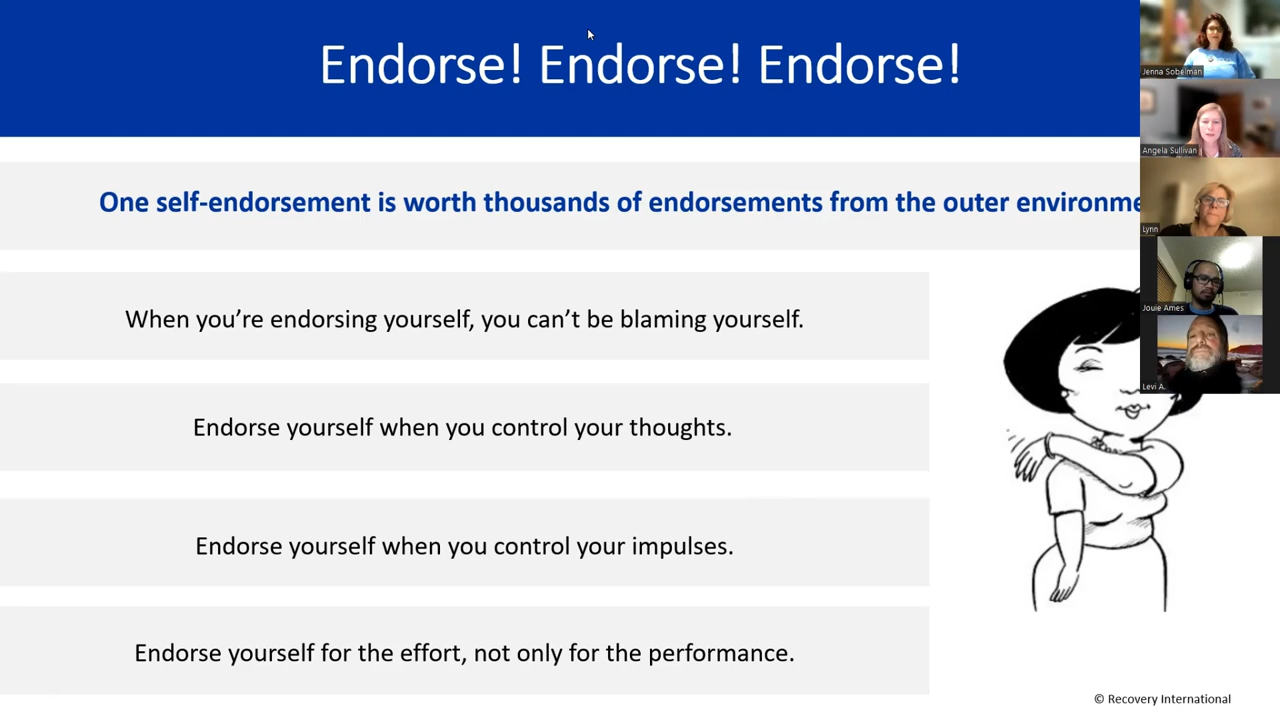 Endorse! Endorse! Endorse!
One self-endorsement is worth thousands of endorsements from the outer environme
When you’re endorsing yourself, you can’t be blaming yourself.
Endorse yourself when you control your thoughts.
Endorse yourself when you control your impulses.
Endorse yourself for the effort, not only for the performance.
© Recovery International
Jenna Sobelman
Angela Sullivan
Lynn
Jouie Ames
Levi A.